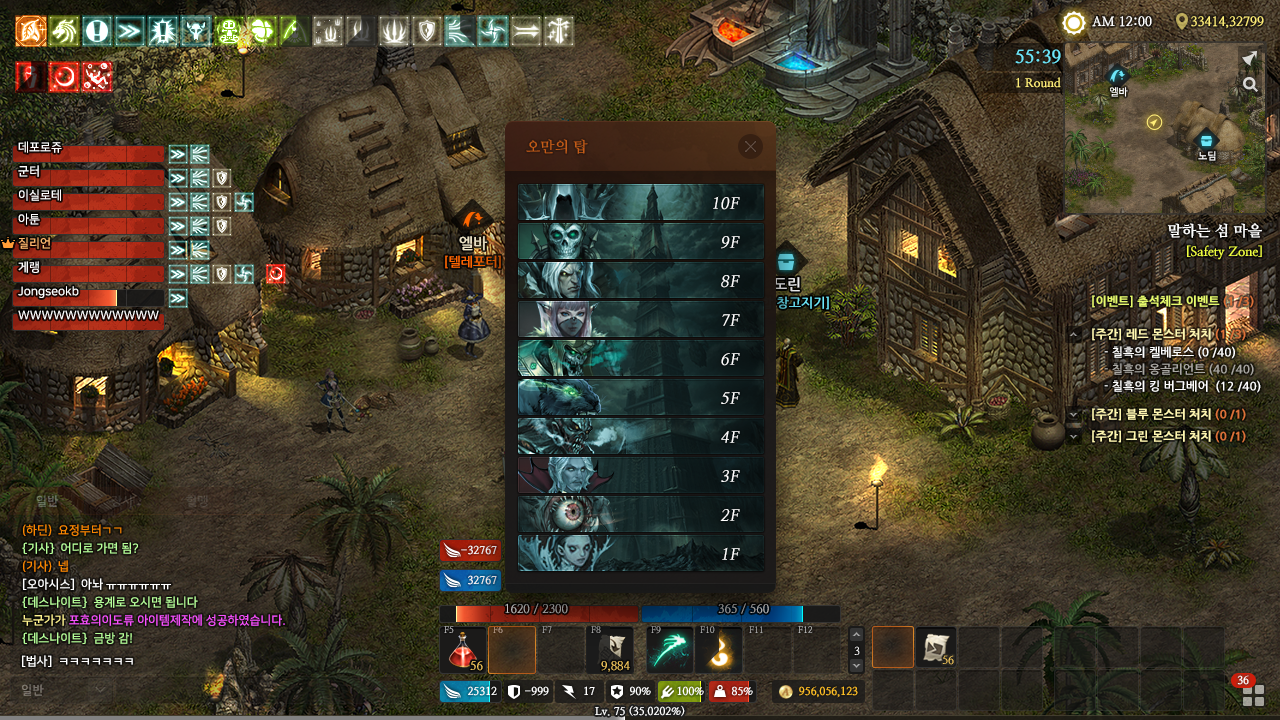 AM 12:00
33414,32799
55:39
1 Round
엘바
노딤
말하는 섬 마을
[Safety Zone]
데포로쥬
군터
이실로테
아툰
질리언
게랭
Jongseokb
WWWWWWWWWWWW
오만의 탑
10F
9F
8F
7F
6F
5F
4F
3F
2F
1F
엘바
[텔레포터]
도린
창고지기]
[이벤트] 출석체크 이벤트
1
[주간] 레드 몬스터 처치 (1/3)
- 칠흑의 켈베로스 (0 /40)
- 칠흑의 옹골리언트 (40 /40)
- 칠흑의 킹 버그베어 (12 /40)
[주간] 블루 몬스터 처치 (0 /1)
[주간] 그린 몬스터 처치 (0 /1)
일반
혈맹
(하딘) 요정부터ㄱㄱ
{기사} 어디로 가면 됨?
(기사) 넵
[오아시스] 아놔 ㅠㅠㅠㅠㅠㅠ
{데스나이트} 용계로 오시면 됩니다
누군가가 포효의이도류 아이템제작에 성공하였습니다.
{데스나이트} 금방 감!
[법사] ㅋㅋㅋㅋㅋㅋㅋ
일반
-32767
32767
1620 / 2300
365 / 560
F5
F6
F7
F8
F9
F10
F11
F12
56
9,884
3
56
25312
-999
17
90%
100%
85%
956,056,123
36
Lv. 75 (35.0202%)